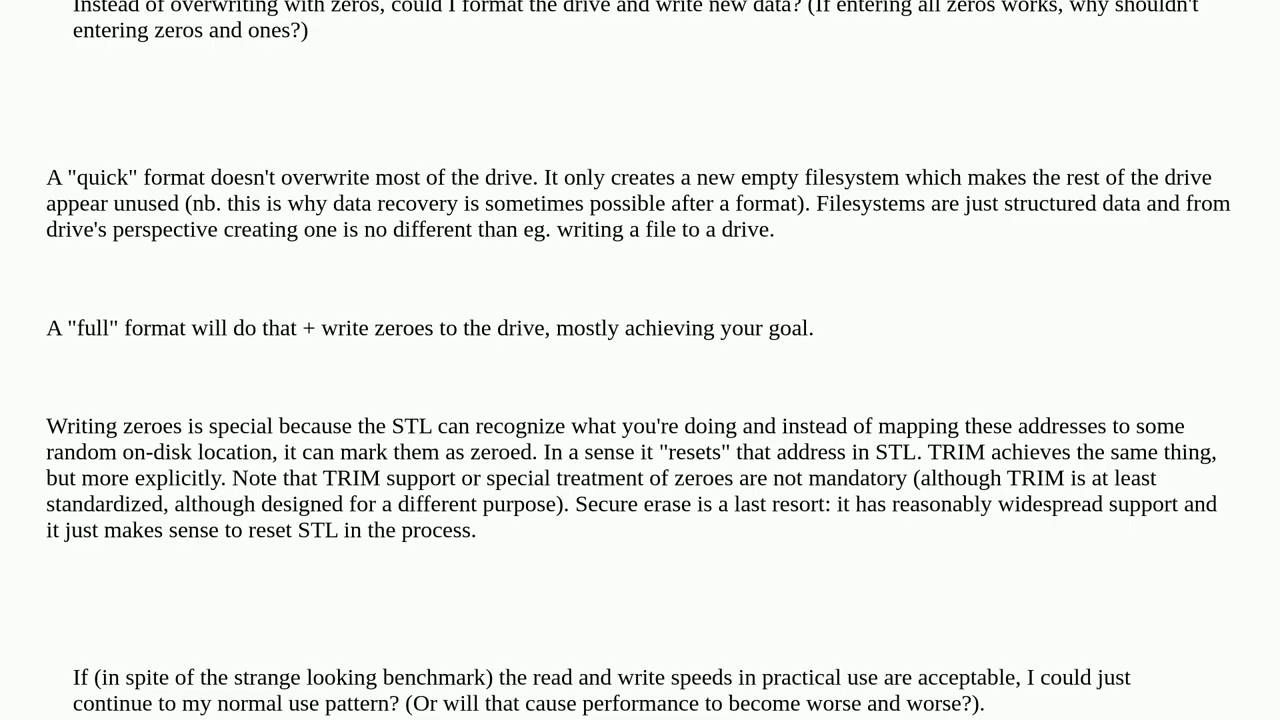 Instead of overwriting with zeros, could I format the drive and write new data? (If entering all zeros works, why shouldn't
entering zeros and ones?)
A "quick" format doesn't overwrite most of the drive. It only creates a new empty filesystem which makes the rest of the drive
appear unused (nb. this is why data recovery is sometimes possible after a format). Filesystems are just structured data and from
drive's perspective creating one is no different than eg. writing a file to a drive.
A "full" format will do that + write zeroes to the drive, mostly achieving your goal.
Writing zeroes is special because the STL can recognize what you're doing and instead of mapping these addresses to some
random on-disk location, it can mark them as zeroed. In a sense it "resets" that address in STL. TRIM achieves the same thing,
but more explicitly. Note that TRIM support or special treatment of zeroes are not mandatory (although TRIM is at least
standardized, although designed for a different purpose). Secure erase is a last resort: it has reasonably widespread support and
it just makes sense to reset STL in the process.
If (in spite of the strange looking benchmark) the read and write speeds in practical use are acceptable, I could just
continue to my normal use pattern? (Or will that cause performance to become worse and worse?).